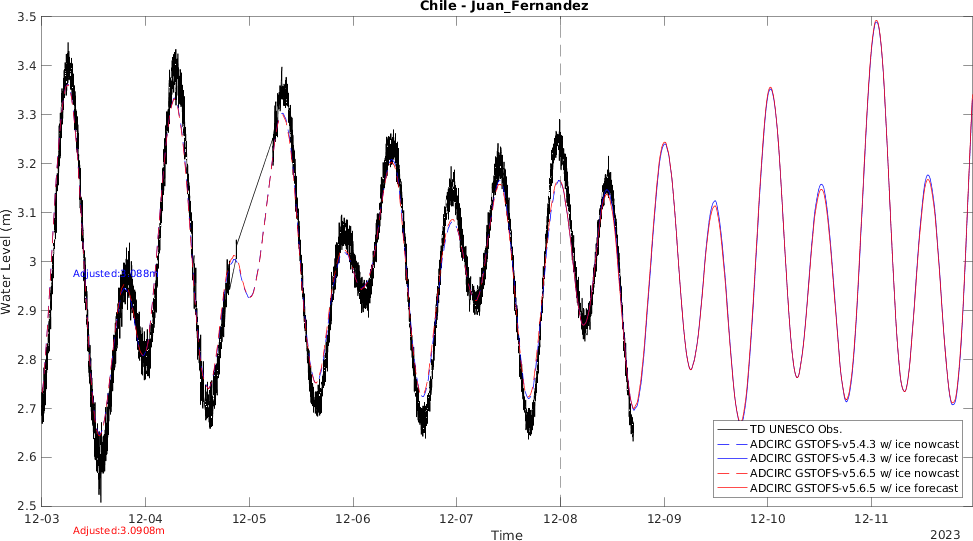 Chile - Juan_Fernandez
3.5
3.4
3.3
3.2
3.1
3
2.9
2.8
2.7
2.6
2.5
Water Level (m)
Adjusted:3.088m
TD UNESCO Obs.
ADCIRC GSTOFS-v5.4.3 w/ ice nowcast
ADCIRC GSTOFS-v5.4.3 w/ ice forecast
ADCIRC GSTOFS-v5.6.5 w/ ice nowcast
ADCIRC GSTOFS-v5.6.5 w/ ice forecast
12-03 12-04 12-05 12-06 12-07 12-08 12-09 12-10 12-11
Adjusted:3.0908m
Time
2023